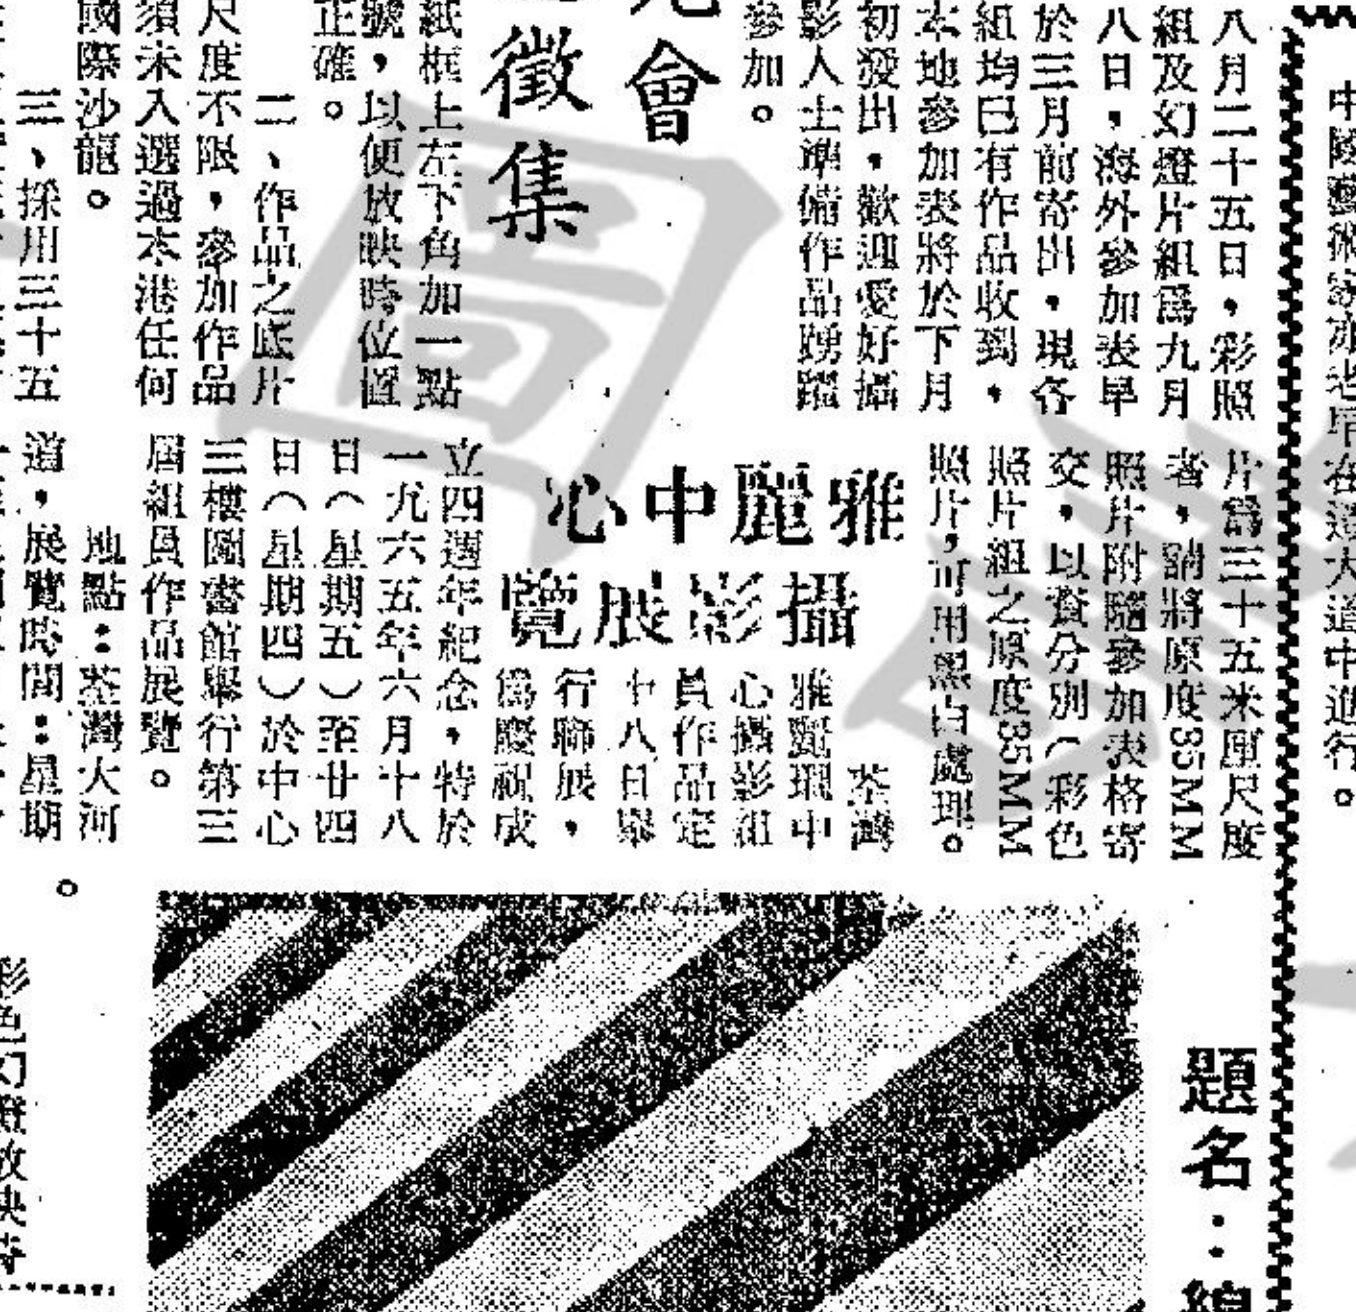 八月二十五日，彩照
組及幻燈片組爲九月
八日，海外參加表早
於三月前寄出，現各
組均已有作品收到，
本地參加表將於下月
初發出，歡迎愛好攝
影人士準備作品踴躍
參加。
會
徵集
紙框上左下角加一點
號，以便放映時位置
正確。
二、作品之底片
尺度不限，參加作品
須未入選過本港任何
國際沙龍。
三、採用三十五
片爲三十五米厘尺度
者，請將原度35MM
照片附隨參加表格寄
交，以資分別（彩色
照片組之原度35MM
照片，可用黑白處理。
雅麗中心
攝影展覽
荃灣
雅麗珊中
心攝影組
員作品定
十八日舉
行聯展，
爲慶祝成
立四週年紀念，特於
一九六五年六月十八
日（星期五）至廿四
日（星期四）於中心
三樓圖書館舉行第三
屆組員作品展覽。
地點：荃灣大河
道，展覽時間：星期
彩色幻燈放映
題名：線
圖書